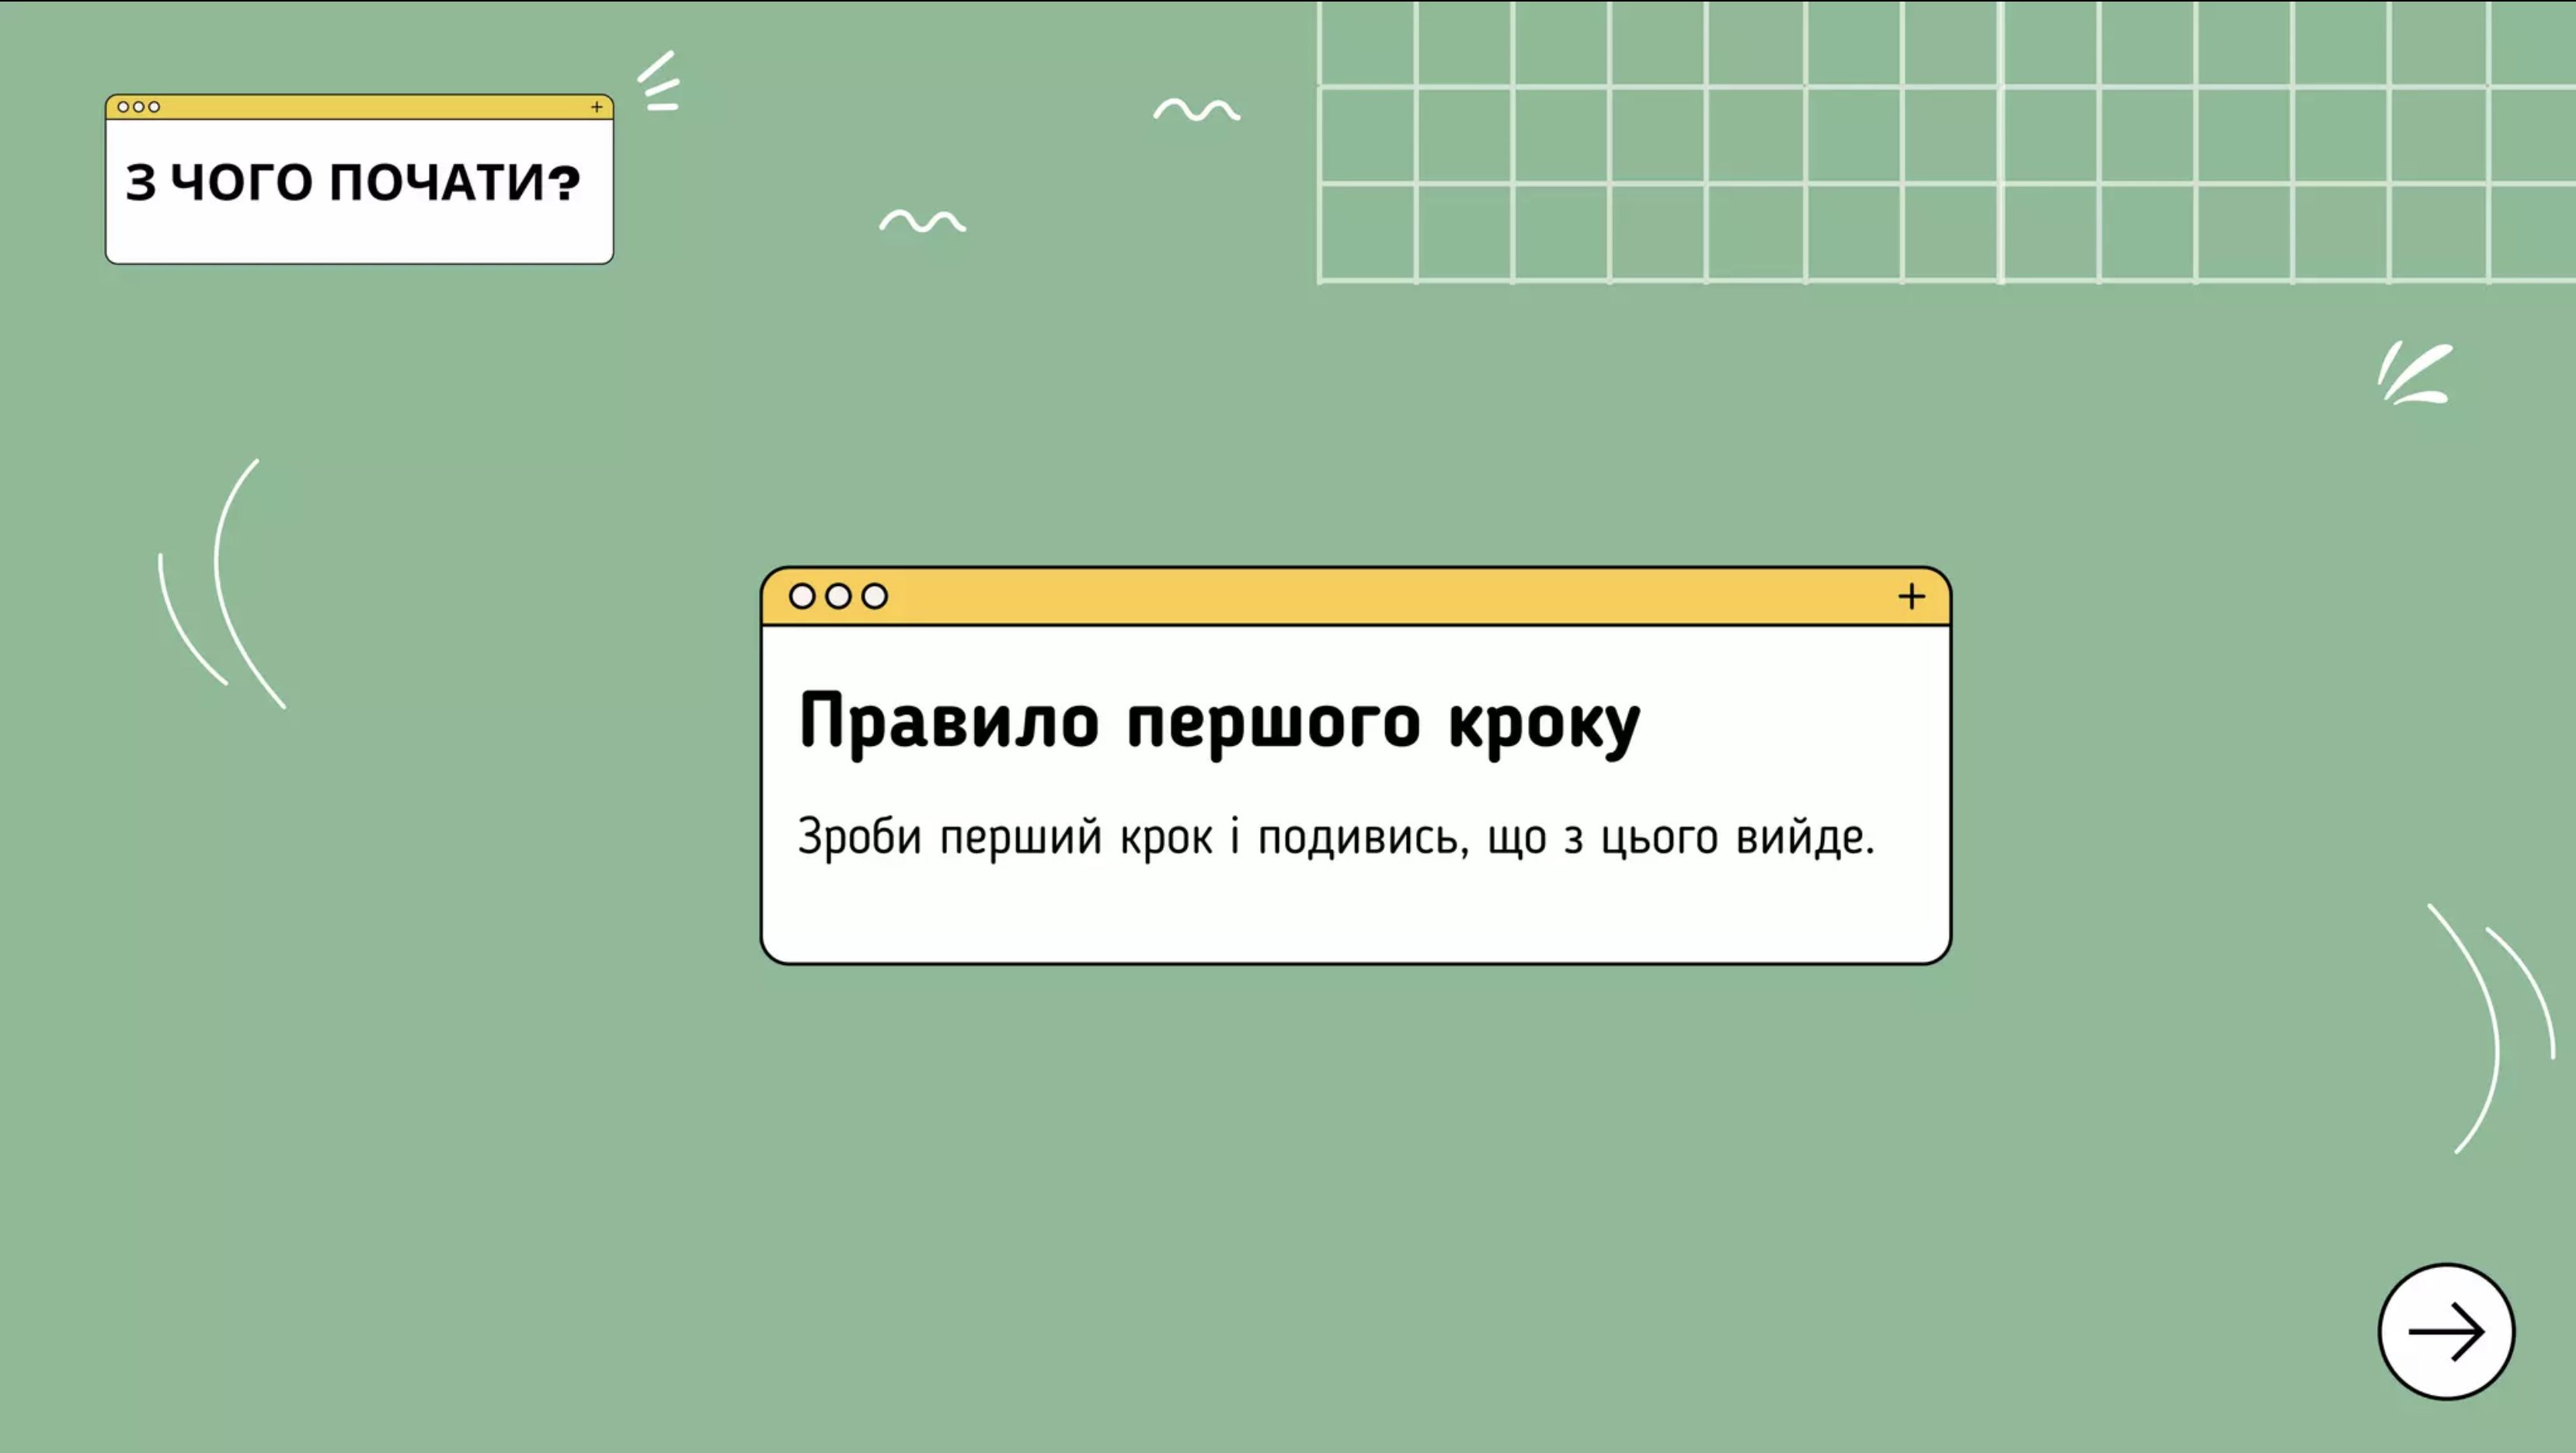 З ЧОГО ПОЧАТИ?
Правило першого кроку
Зроби перший крок і подивись, що з цього вийде.